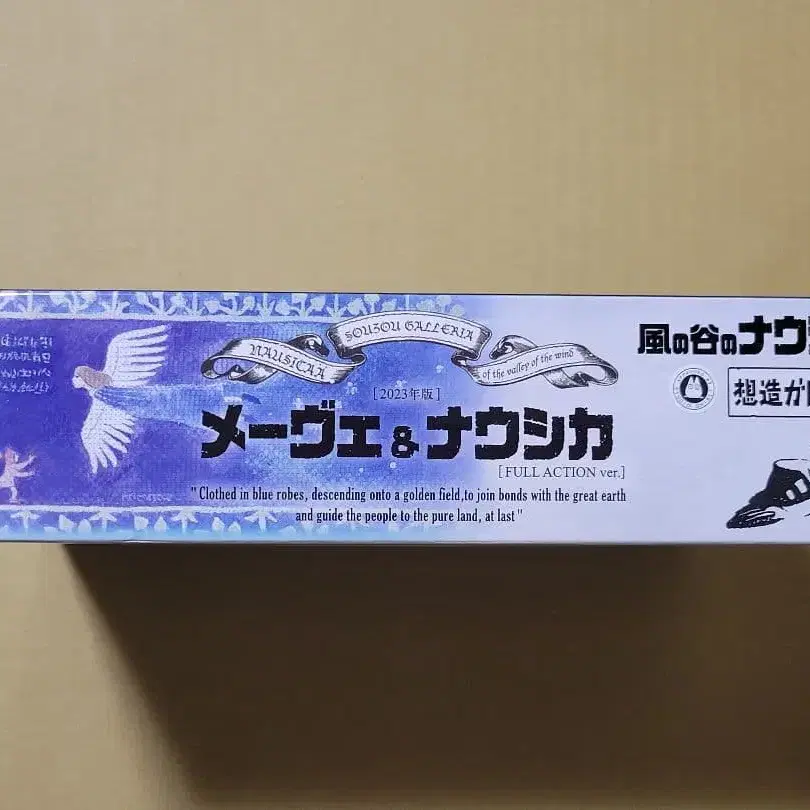 SOUZOU GALLERIA
NAUSICAÄ
of the valley of the wind
[2023年版]
メーヴェ&ナウシカ
[FULL ACTION ver.]
"Clothed in blue robes, descending onto a golden field,to join bonds with the great earth
and guide the people to the pure land, at last"
風の谷のナウ
想造ガ